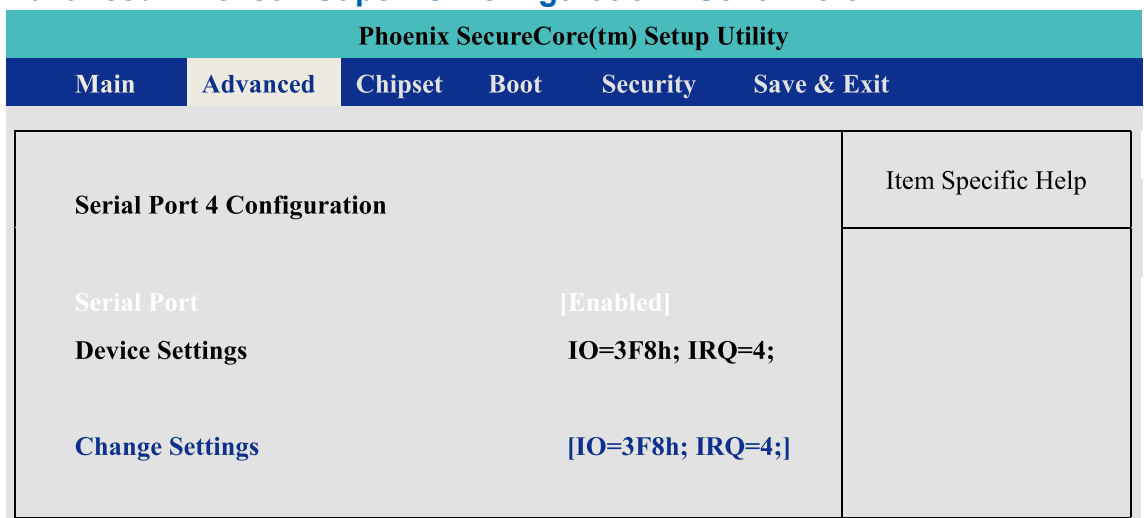 Phoenix SecureCore(tm) Setup Utility
Main Advanced Chipset Boot Security Save & Exit
Serial Port 4 Configuration
Item Specific Help
Serial Port [Enabled]
Device Settings IO=3F8h; IRQ=4;
Change Settings [IO=3F8h; IRQ=4;]